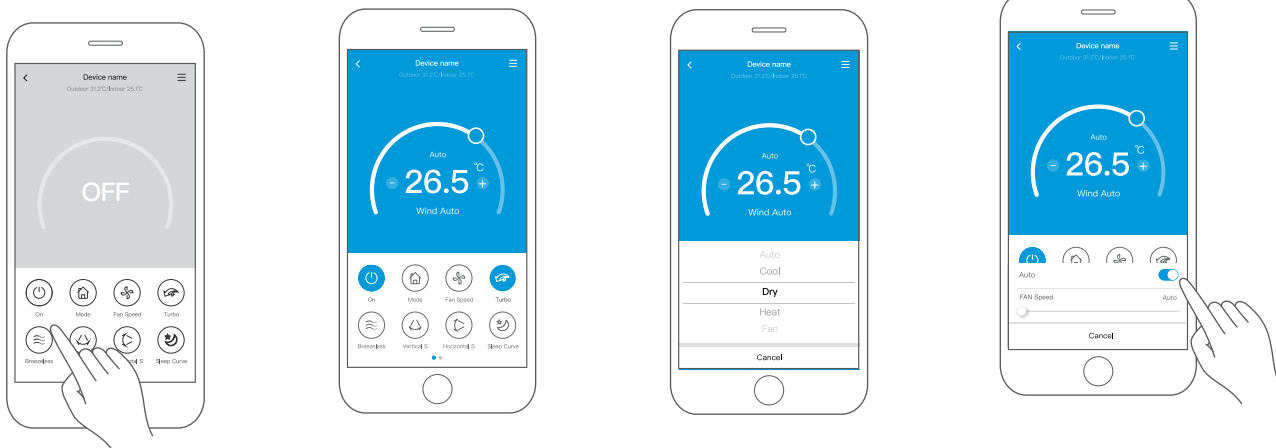 Device name
Outdoor 31.2℃/Indoor 25.1℃
OFF
On Mode Fan Speed Turbo
Breezeless ntal S Sleep Curve
Device name
Outdoor 31.2℃/Indoor 25.1℃
Auto
26.5 ℃
Wind Auto
On Mode Fan Speed Turbo
Breezeless Vertical S Horizontal S Sleep Curve
Device name
Outdoor 31.2℃/Indoor 25.1℃
Auto
- 26.5 ℃ +
Wind Auto
Auto
Cool
Dry
Heat
Fan
Cancel
Device name
Outdoor 31.2℃/Indoor 25.1℃
Auto
- 26.5 ℃ +
Wind Auto
Auto
FAN Speed Auto
Cancel